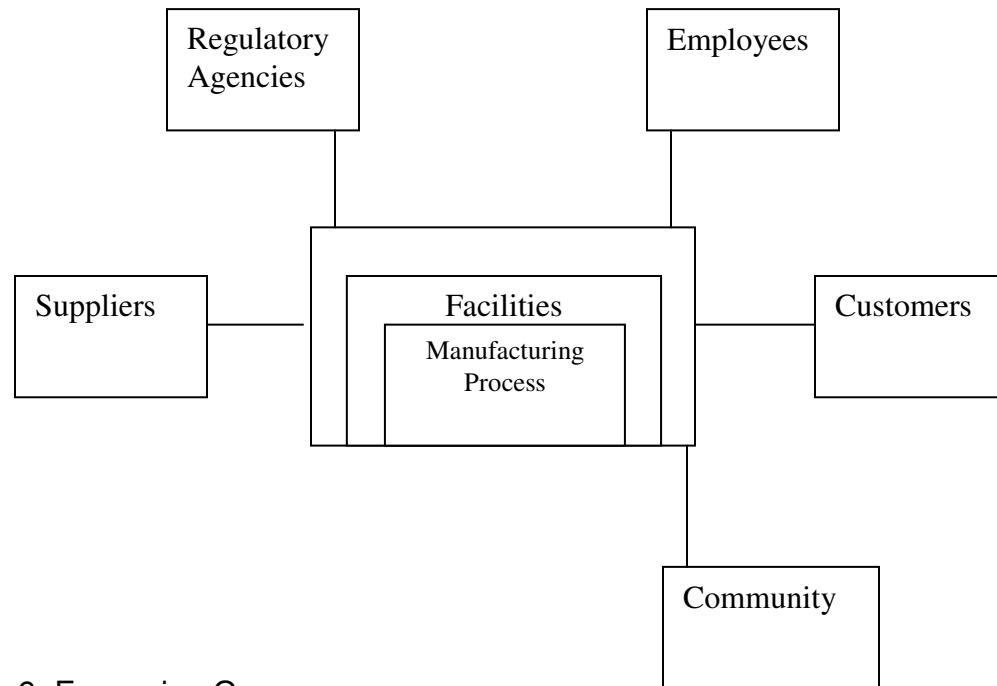 Regulatory
Agencies
Employees
Suppliers
Facilities
Customers
Manufacturing
Process
Community